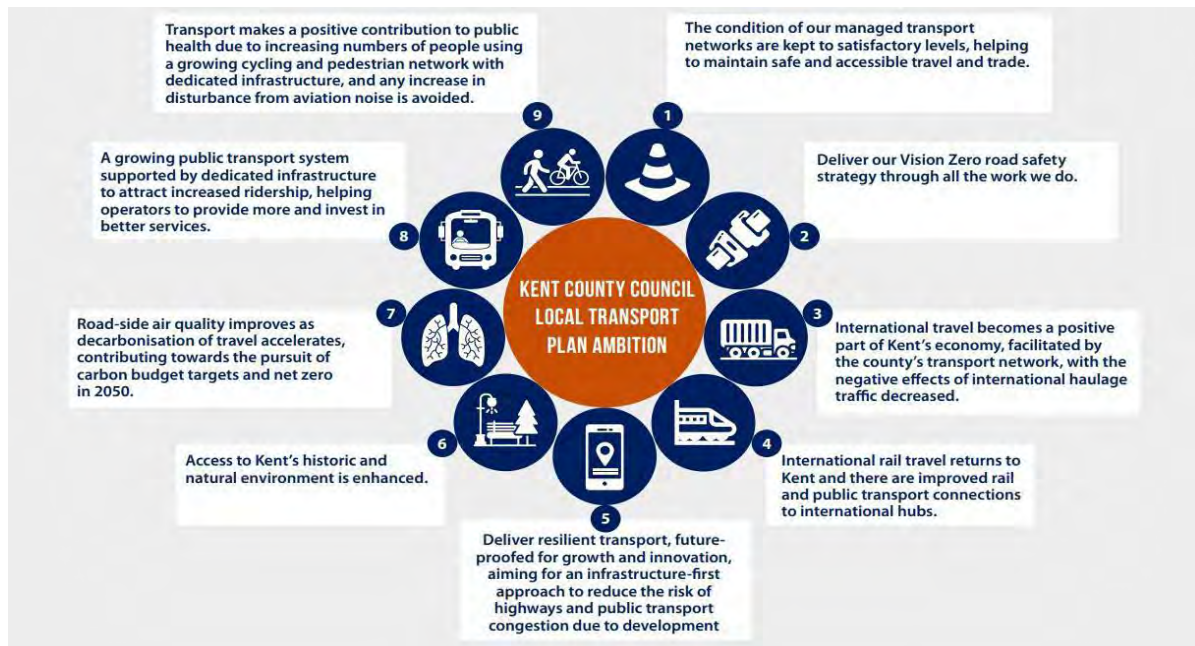 Transport makes a positive contribution to public
health due to increasing numbers of people using
a growing cycling and pedestrian network with
dedicated infrastructure, and any increase in
disturbance from aviation noise is avoided.
The condition of our managed transport
networks are kept to satisfactory levels, helping
to maintain safe and accessible travel and trade.
9
1
A growing public transport system
supported by dedicated infrastructure
to attract increased ridership, helping
operators to provide more and invest in
better services.
Deliver our Vision Zero road safety
strategy through all the work we do.
8
2
KENT COUNTY COUNCIL
LOCAL TRANSPORT
PLAN AMBITION
7
3
Road-side air quality improves as
decarbonisation of travel accelerates,
contributing towards the pursuit of
carbon budget targets and net zero
in 2050.
International travel becomes a positive
part of Kent's economy, facilitated by
the county's transport network, with the
negative effects of international haulage
traffic decreased.
6
4
Access to Kent's historic and
natural environment is enhanced.
International rail travel returns to
Kent and there are improved rail
and public transport connections
to international hubs.
5
Deliver resilient transport, future-
proofed for growth and innovation,
aiming for an infrastructure-first
approach to reduce the risk of
highways and public transport
congestion due to development